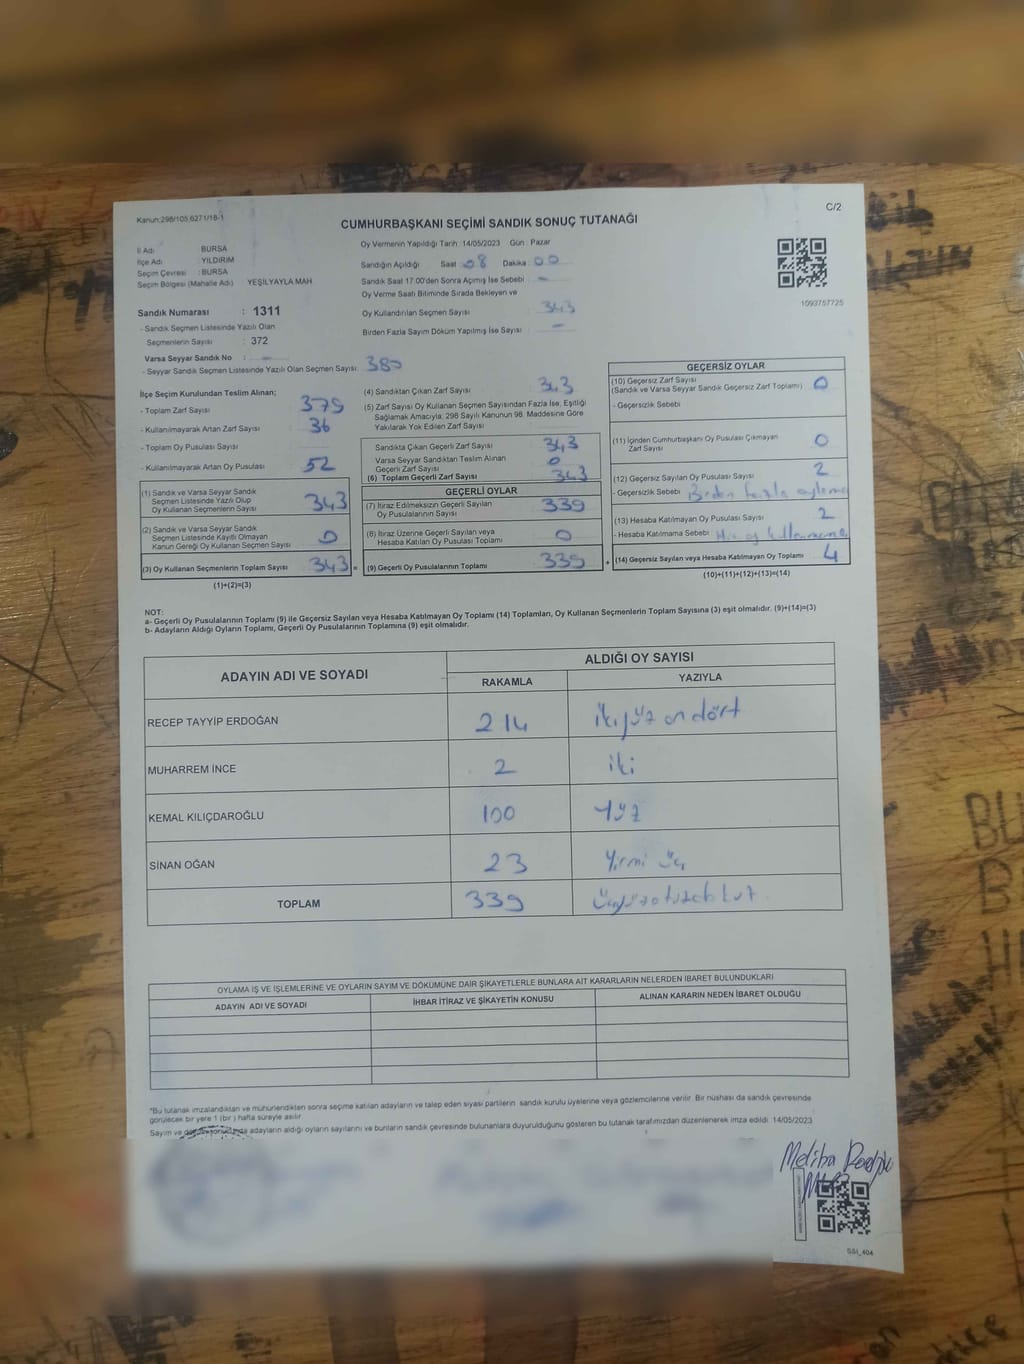 Kanun:298/105,6271/18-1
C/2
CUMHURBAŞKANI SEÇİMİ SANDIK SONUÇ TUTANAĞI
İl Adı : BURSA
İlçe Adı : YILDIRIM
Seçim Çevresi : BURSA
Seçim Bölgesi (Mahalle Adı) YEŞİLYAYLA MAH
Sandık Numarası : 1311
- Sandık Seçmen Listesinde Yazılı Olan
Seçmenlerin Sayısı : 372
Varsa Seyyar Sandık No : -
- Seyyar Sandık Seçmen Listesinde Yazılı Olan Seçmen Sayısı: 380
Oy Vermenin Yapıldığı Tarih: 14/05/2023 Gün : Pazar
Sandığın Açıldığı Saat :08 Dakika : 00
Sandık Saat 17:00'den Sonra Açımış İse Sebebi : -
Oy Verme Saati Bitiminde Sırada Bekleyen ve
Oy Kullandırılan Seçmen Sayısı : 343
Birden Fazla Sayım Döküm Yapılmış İse Sayısı : -
1093757725
İlçe Seçim Kurulundan Teslim Alınan;
- Toplam Zarf Sayısı : 379
- Kullanılmayarak Artan Zarf Sayısı : 36
- Toplam Oy Pusulası Sayısı :
- Kullanılmayarak Artan Oy Pusulası : 52
(1) Sandık ve Varsa Seyyar Sandık
Seçmen Listesinde Yazılı Olup
Oy Kullanan Seçmenlerin Sayısı : 343
(2) Sandık ve Varsa Seyyar Sandık
Seçmen Listesinde Kayıtlı Olmayan
Kanun Gereği Oy Kullanan Seçmen Sayısı : 0
(3) Oy Kullanan Seçmenlerin Toplam Sayısı : 343 =
(1)+(2)=(3)
(4) Sandıktan Çıkan Zarf Sayısı : 343
(5) Zarf Sayısı Oy Kullanan Seçmen Sayısından Fazla İse, Eşitliği
Sağlamak Amacıyla; 298 Sayılı Kanunun 98. Maddesine Göre
Yakılarak Yok Edilen Zarf Sayısı :
Sandıkta Çıkan Geçerli Zarf Sayısı : 343
Varsa Seyyar Sandıktan Teslim Alınan
Geçerli Zarf Sayısı : 0
(6) Toplam Geçerli Zarf Sayısı : 343
GEÇERLİ OYLAR
(7) İtiraz Edilmeksizin Geçerli Sayılan
Oy Pusulalarının Sayısı : 339
(8) İtiraz Üzerine Geçerli Sayılan veya
Hesaba Katılan Oy Pusulası Toplamı : 0
(9) Geçerli Oy Pusulalarının Toplamı : 339 +
GEÇERSİZ OYLAR
(10) Geçersiz Zarf Sayısı
(Sandık ve Varsa Seyyar Sandık Geçersiz Zarf Toplamı) : 0
- Geçersizlik Sebebi :
(11) İçinden Cumhurbaşkanı Oy Pusulası Çıkmayan
Zarf Sayısı : 0
(12) Geçersiz Sayılan Oy Pusulası Sayısı : 2
- Geçersizlik Sebebi : Birden fazla oylama
(13) Hesaba Katılmayan Oy Pusulası Sayısı : 2
- Hesaba Katılmama Sebebi : Hiç oy kullanmama
(14) Geçersiz Sayılan veya Hesaba Katılmayan Oy Toplamı : 4
(10)+(11)+(12)+(13)=(14)
NOT:
a- Geçerli Oy Pusulalarının Toplamı (9) ile Geçersiz Sayılan veya Hesaba Katılmayan Oy Toplamı (14) Toplamları, Oy Kullanan Seçmenlerin Toplam Sayısına (3) eşit olmalıdır. (9)+(14)=(3)
b- Adayların Aldığı Oyların Toplamı, Geçerli Oy Pusulalarının Toplamına (9) eşit olmalıdır.
ADAYIN ADI VE SOYADI
ALDIĞI OY SAYISI
RAKAMLA YAZIYLA
RECEP TAYYİP ERDOĞAN 214 ikiyüz on dört
MUHARREM İNCE 2 iki
KEMAL KILIÇDAROĞLU 100 yüz
SİNAN OĞAN 23 Yirmi üç
TOPLAM 339
OYLAMA İŞ VE İŞLEMLERİNE VE OYLARIN SAYIM VE DÖKÜMÜNE DAİR ŞİKAYETLERLE BUNLARA AİT KARARLARIN NELERDEN İBARET BULUNDUKLARI
ADAYIN ADI VE SOYADI İHBAR İTİRAZ VE ŞİKAYETİN KONUSU ALINAN KARARIN NEDEN İBARET OLDUĞU
*Bu tutanak imzalandıktan ve mühürlendikten sonra seçime katılan adayların ve talep eden siyasi partilerin sandık kurulu üyelerine veya gözlemcilerine verilir. Bir nüshası da sandık çevresinde
görülecek bir yere 1 (bir ) hafta süreyle asılır.
Sayım ve döküm sonunda adayların aldığı oyların sayılarını ve bunların sandık çevresinde bulunanlara duyurulduğunu gösteren bu tutanak tarafımızdan düzenlenerek imza edildi. 14/05/2023
SSI_404